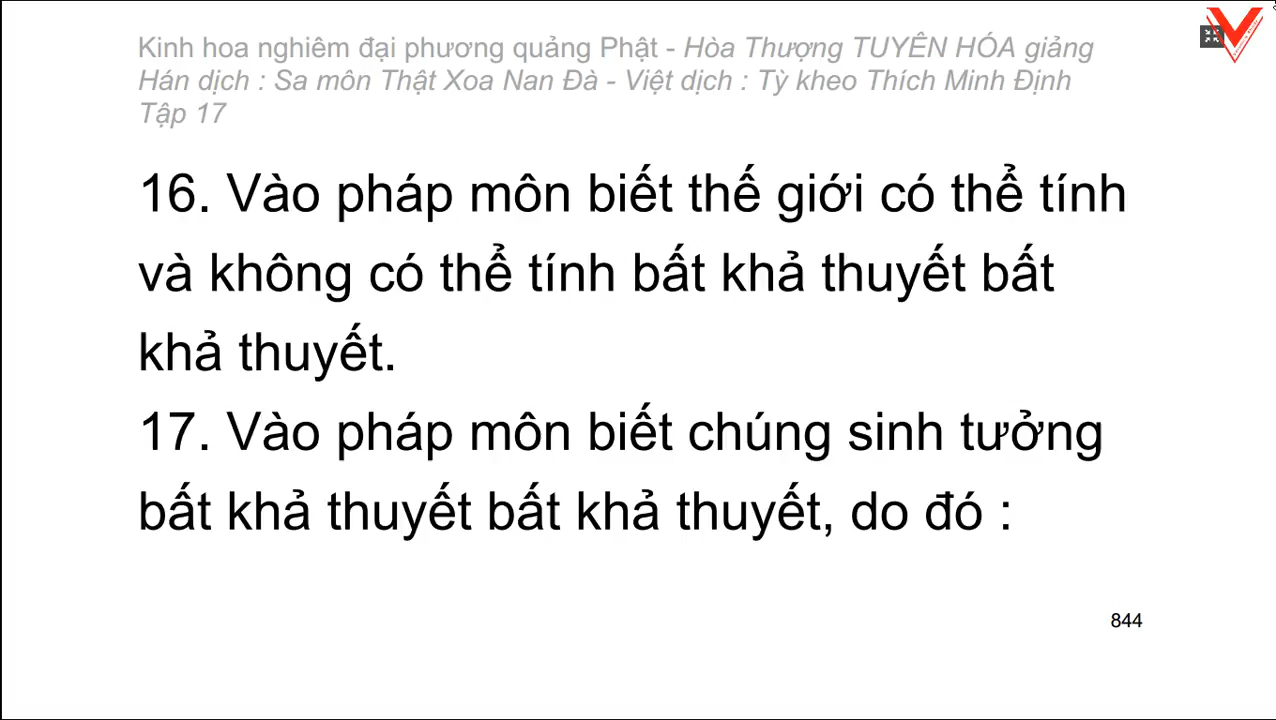 Kinh hoa nghiêm đại phương quảng Phật - Hòa Thượng TUYÊN HÓA giảng
Hán dịch : Sa môn Thật Xoa Nan Đà - Việt dịch : Tỳ kheo Thích Minh Định
Tập 17
16. Vào pháp môn biết thế giới có thể tính
và không có thể tính bất khả thuyết bất
khả thuyết.
17. Vào pháp môn biết chúng sinh tưởng
bất khả thuyết bất khả thuyết, do đó :
844